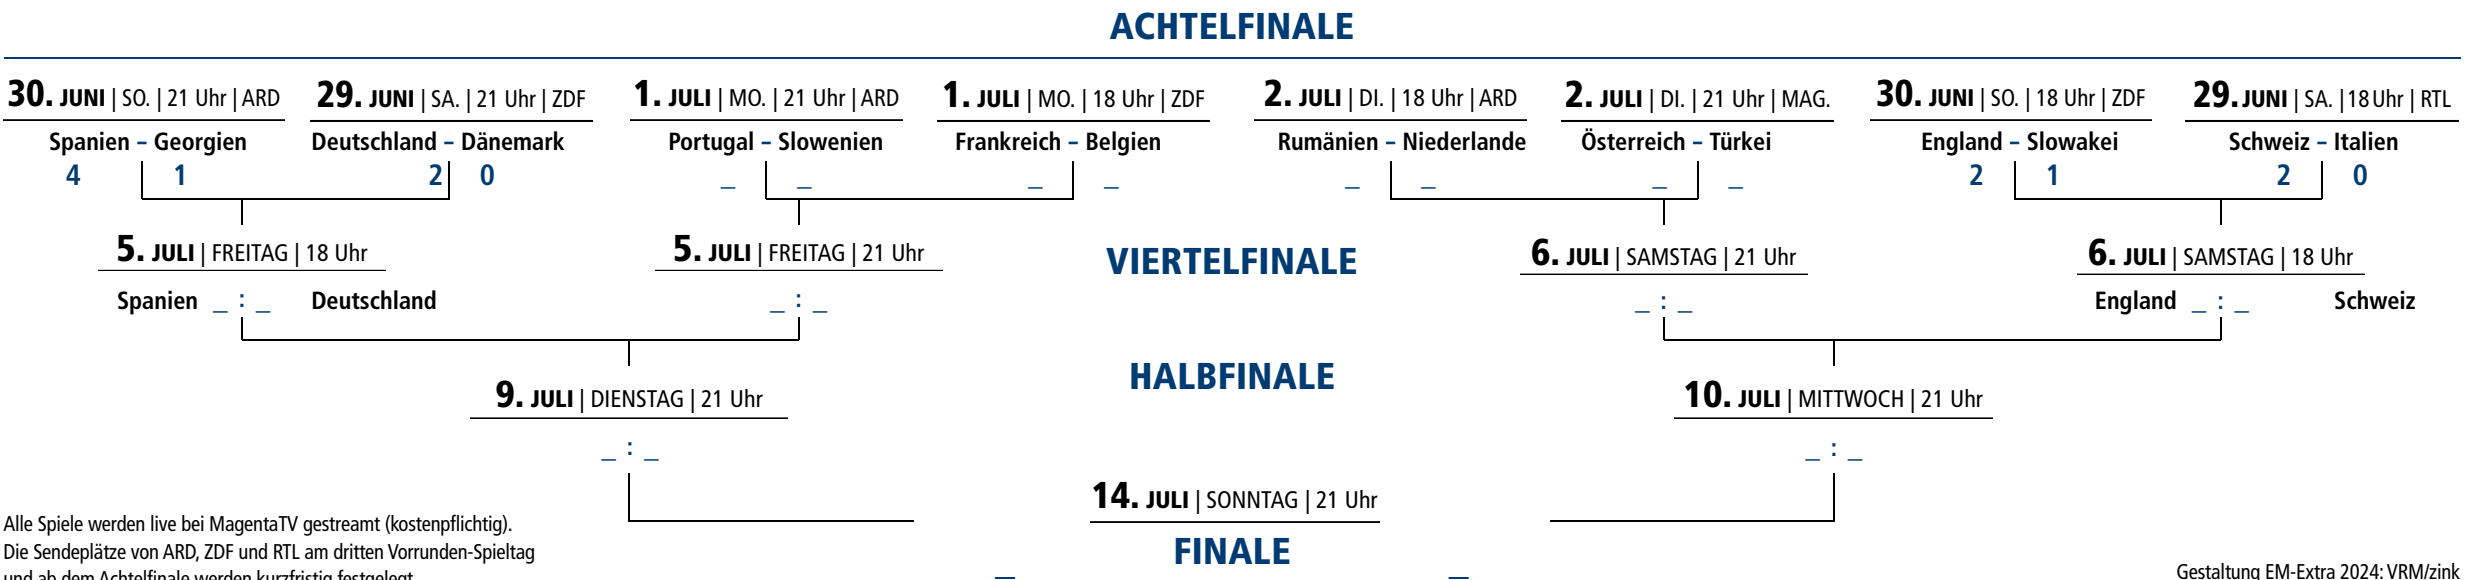 ACHTELFINALE
30. JUNI | SO. | 21 Uhr | ARD 29. JUNI | SA. | 21 Uhr | ZDF 1. JULI | MO. | 21 Uhr | ARD 1. JULI | MO. | 18 Uhr | ZDF 2. JULI | DI. | 18 Uhr | ARD 2. JULI | DI. | 21 Uhr | MAG. 30. JUNI | SO. | 18 Uhr | ZDF 29. JUNI | SA. | 18 Uhr | RTL
Spanien – Georgien Deutschland – Dänemark Portugal – Slowenien Frankreich – Belgien Rumänien – Niederlande Österreich – Türkei England – Slowakei Schweiz – Italien
4 1 2 0 _ _ _ _ _ _ _ _ 2 1 2 0
5. JULI | FREITAG | 18 Uhr 5. JULI | FREITAG | 21 Uhr VIERTELFINALE 6. JULI | SAMSTAG | 21 Uhr 6. JULI | SAMSTAG | 18 Uhr
Spanien _ : _ Deutschland _ : _ _ : _ England _ : _ Schweiz
HALBFINALE
9. JULI | DIENSTAG | 21 Uhr 10. JULI | MITTWOCH | 21 Uhr
_ : _ _ : _
14. JULI | SONNTAG | 21 Uhr
FINALE
_ _
Alle Spiele werden live bei MagentaTV gestreamt (kostenpflichtig).
Die Sendeplätze von ARD, ZDF und RTL am dritten Vorrunden-Spieltag
und ab dem Achtelfinale werden kurzfristig festgelegt.
Gestaltung EM-Extra 2024: VRM/zink